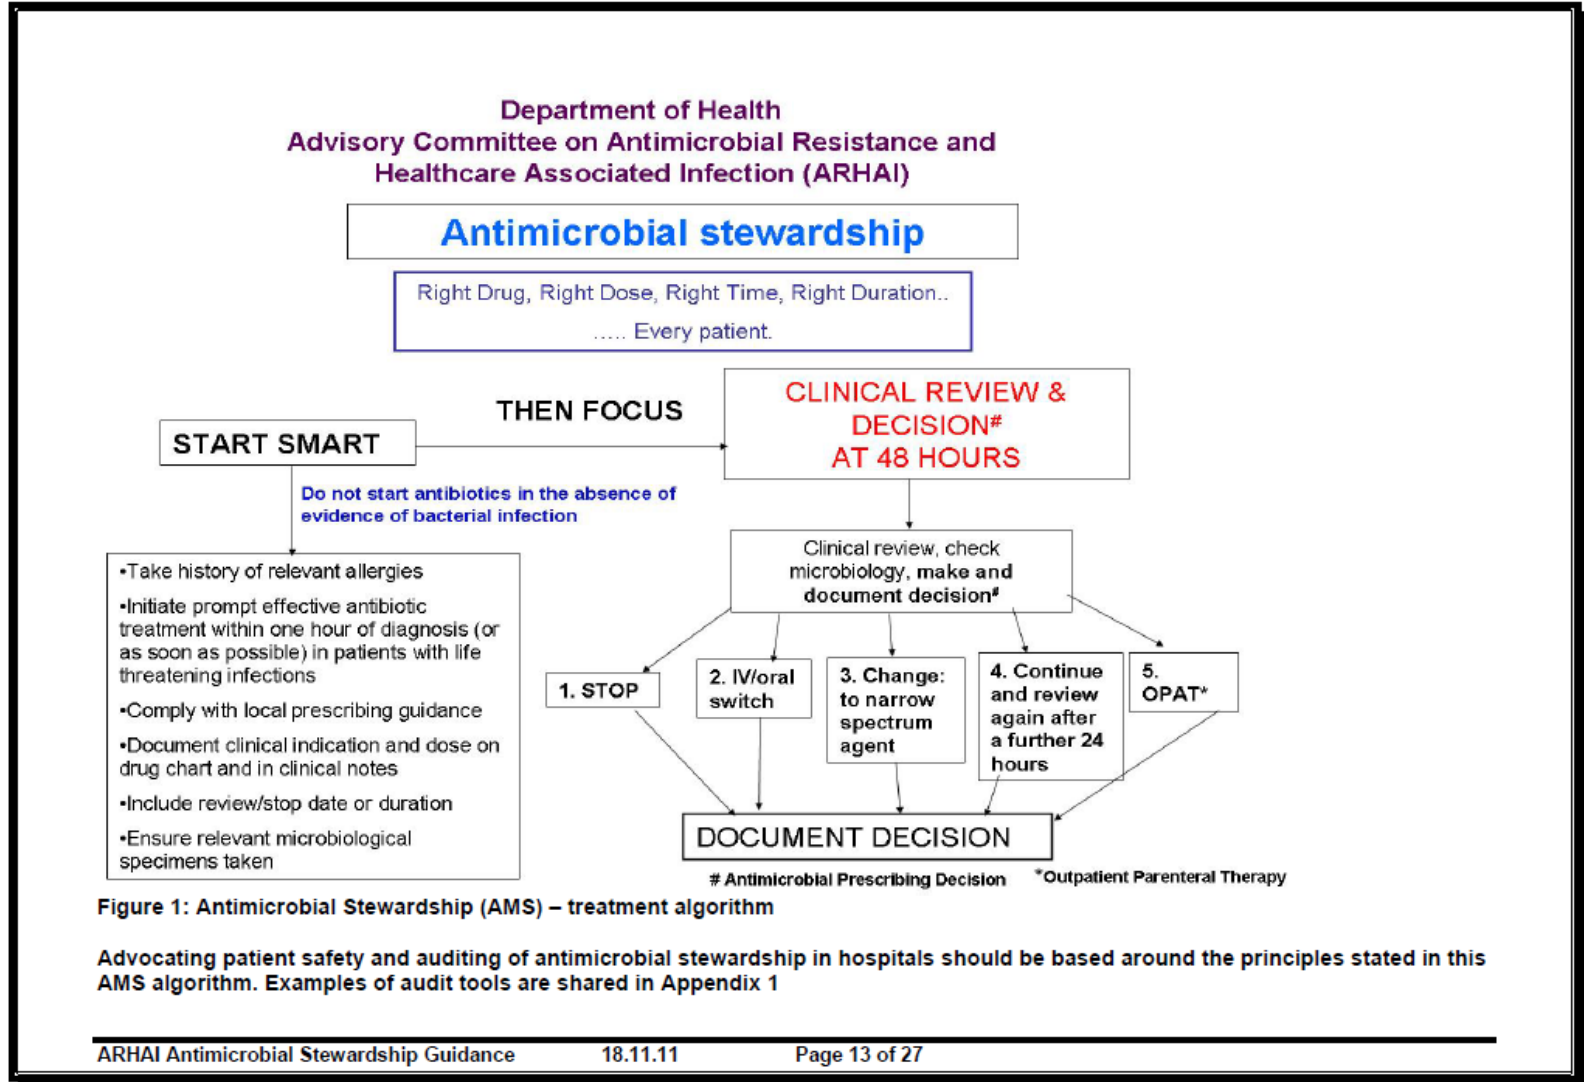 Department of Health
Advisory Committee on Antimicrobial Resistance and
Healthcare Associated Infection (ARHAI)
Antimicrobial stewardship
Right Drug, Right Dose, Right Time, Right Duration..
..... Every patient.
THEN FOCUS
START SMART
CLINICAL REVIEW &
DECISION#
AT 48 HOURS
Do not start antibiotics in the absence of
evidence of bacterial infection
•Take history of relevant allergies
•Initiate prompt effective antibiotic
treatment within one hour of diagnosis (or
as soon as possible) in patients with life
threatening infections
•Comply with local prescribing guidance
•Document clinical indication and dose on
drug chart and in clinical notes
•Include review/stop date or duration
•Ensure relevant microbiological
specimens taken
Clinical review, check
microbiology, make and
document decision#
1. STOP
2. IV/oral
switch
3. Change:
to narrow
spectrum
agent
4. Continue
and review
again after
a further 24
hours
5.
OPAT*
DOCUMENT DECISION
# Antimicrobial Prescribing Decision
*Outpatient Parenteral Therapy
Figure 1: Antimicrobial Stewardship (AMS) – treatment algorithm
Advocating patient safety and auditing of antimicrobial stewardship in hospitals should be based around the principles stated in this
AMS algorithm. Examples of audit tools are shared in Appendix 1
ARHAI Antimicrobial Stewardship Guidance 18.11.11 Page 13 of 27